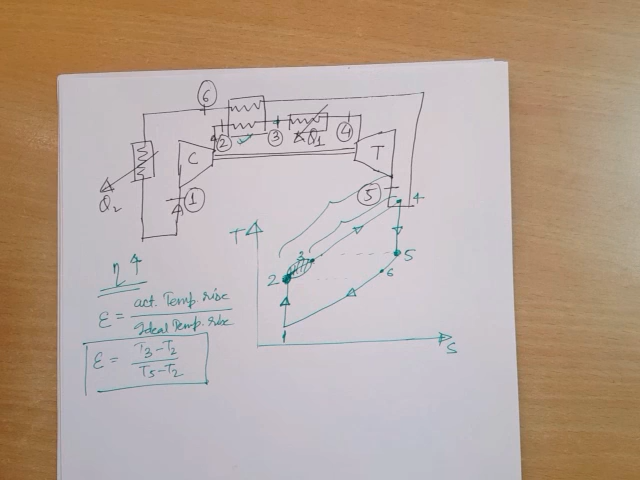 6
C
2
3
Q1
4
T
Q2
1
5
T
4
3
2
5
6
1
S
η↑
ε = act. Temp. rise / Ideal Temp. rise
ε = T3 - T2 / T5 - T2